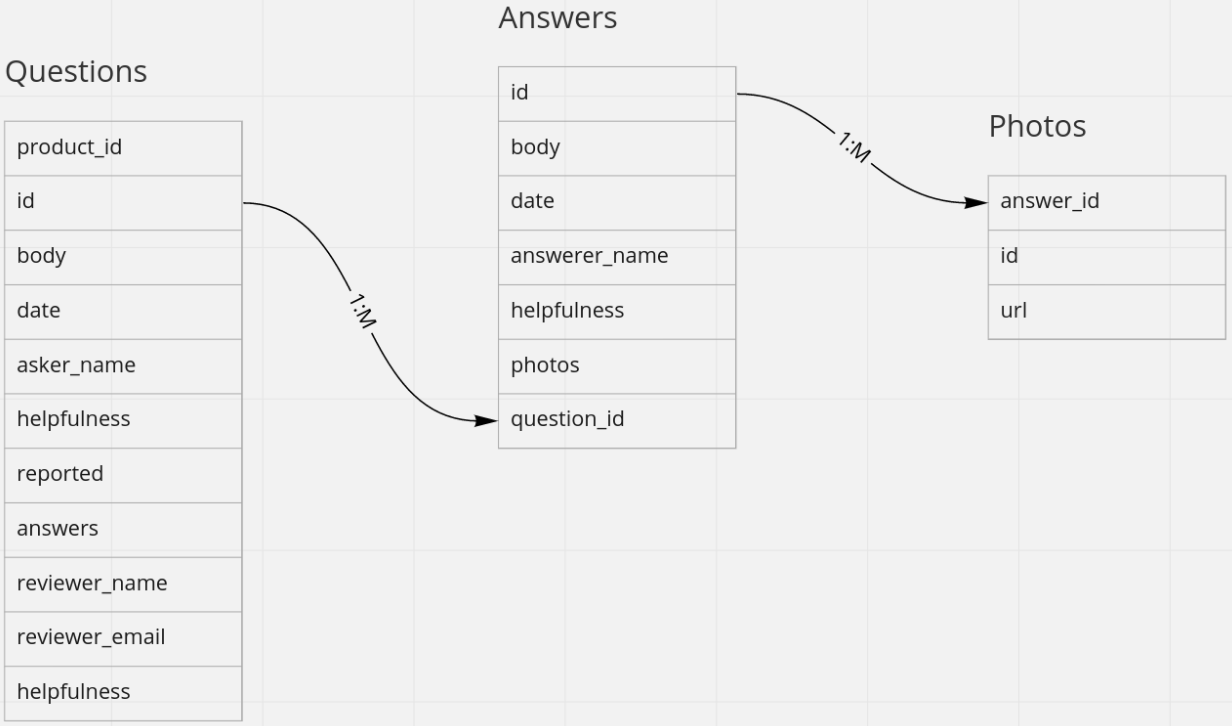 Questions
product_id
id
body
date
asker_name
helpfulness
reported
answers
reviewer_name
reviewer_email
helpfulness
1:M
Answers
id
body
date
answerer_name
helpfulness
photos
question_id
1:M
Photos
answer_id
id
url